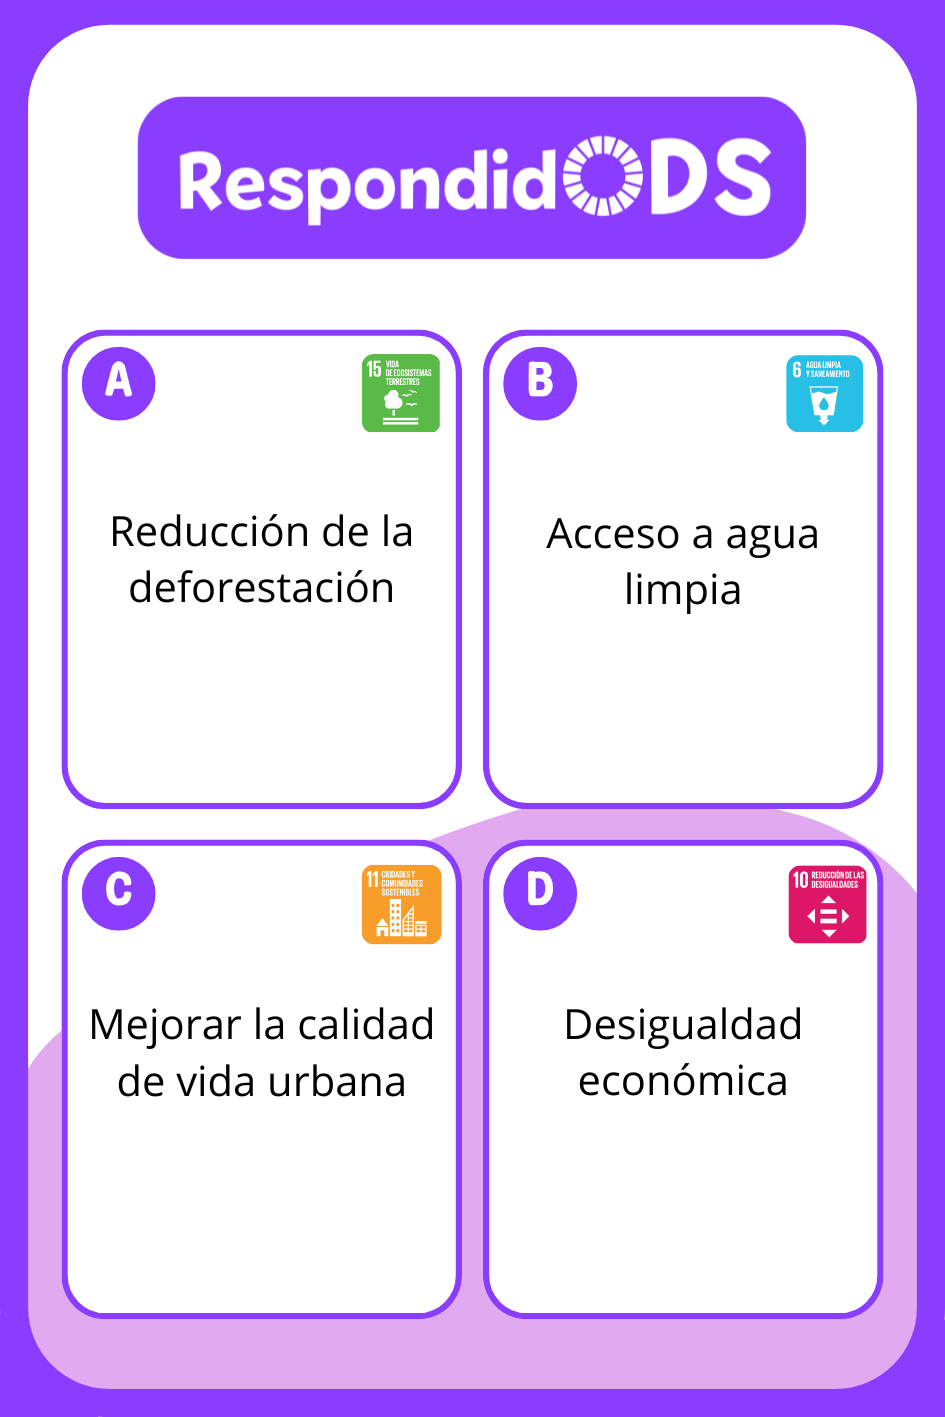 RespondidODS
A
15 VIDA
DE ECOSISTEMAS
TERRESTRES
Reducción de la
deforestación
B
6 AGUA LIMPIA
Y SANEAMIENTO
Acceso a agua
limpia
C
11 CIUDADES Y
COMUNIDADES
SOSTENIBLES
Mejorar la calidad
de vida urbana
D
10 REDUCCIÓN DE LAS
DESIGUALDADES
Desigualdad
económica